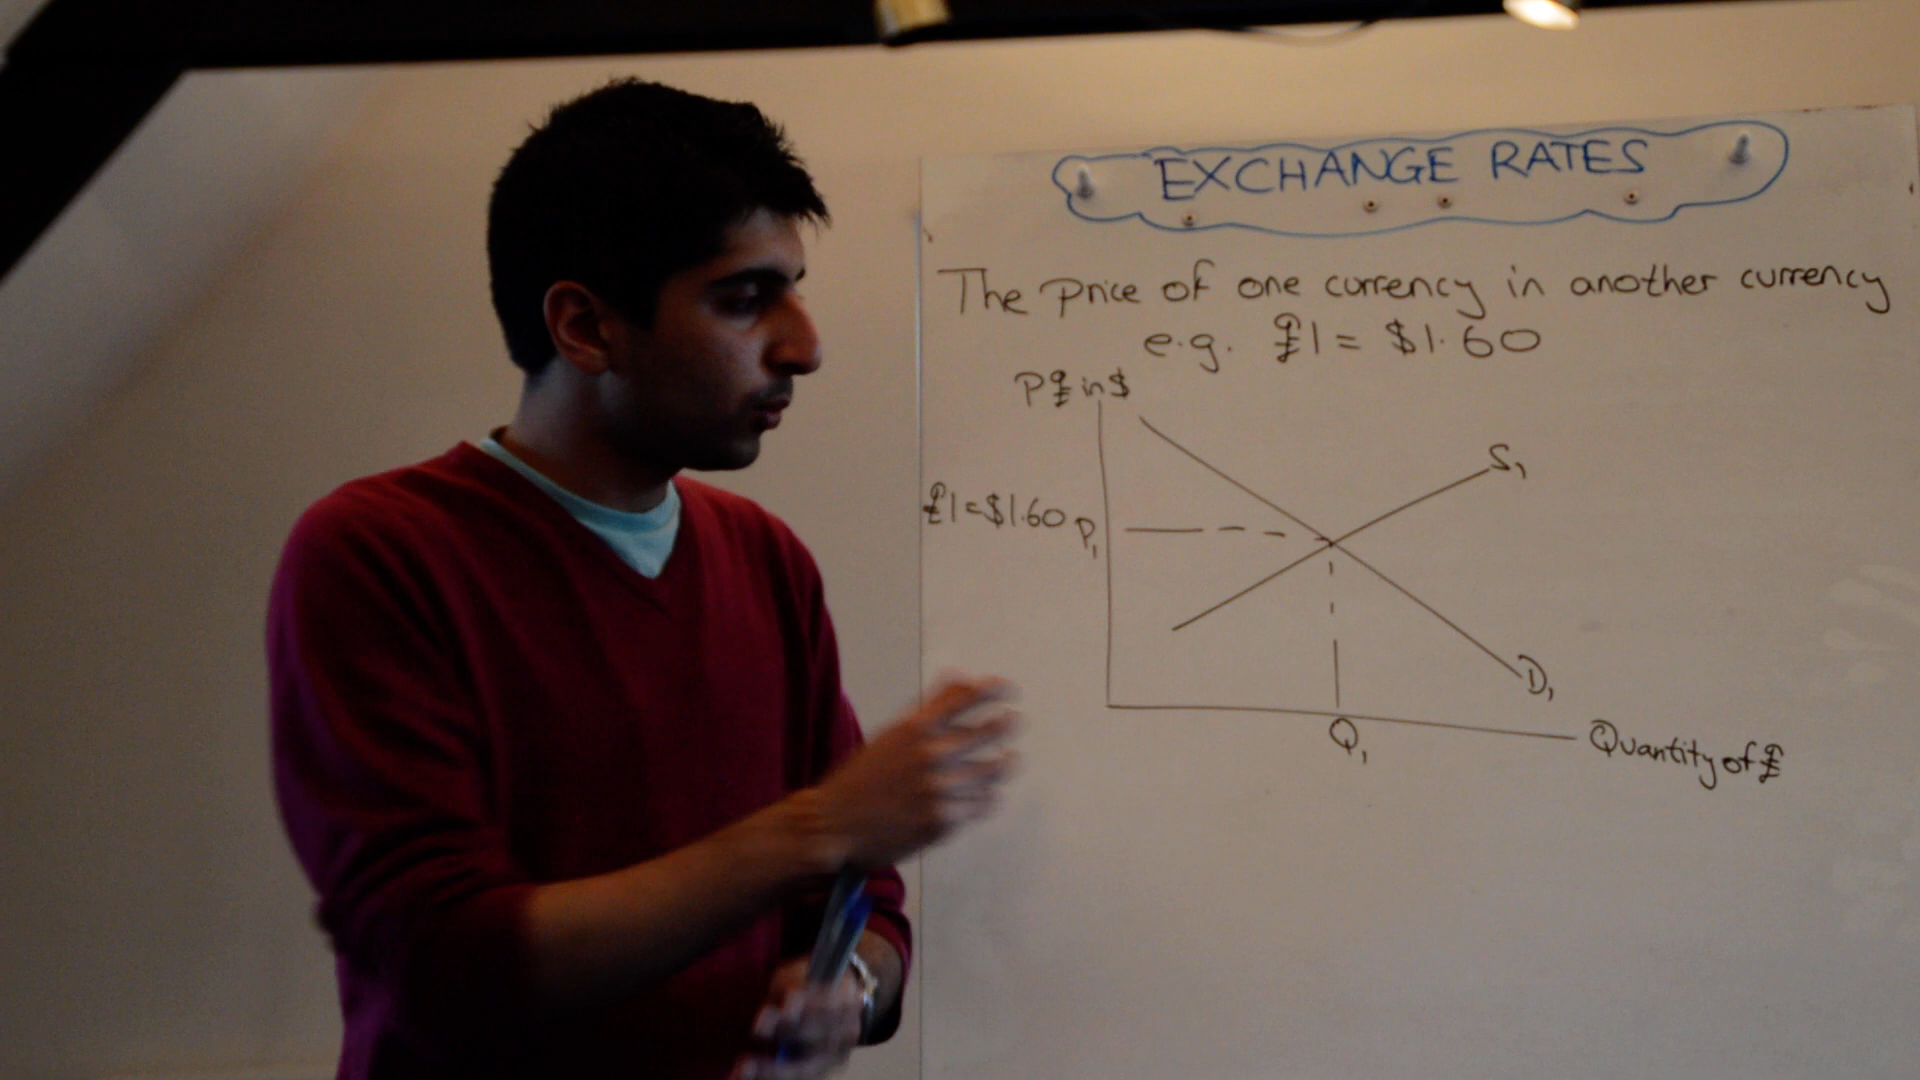 EXCHANGE RATES
The price of one currency in another currency
e.g. £1 = $1.60
P£ in $
S₁
£1=$1.60 P₁
D₁
Q₁
Quantity of £